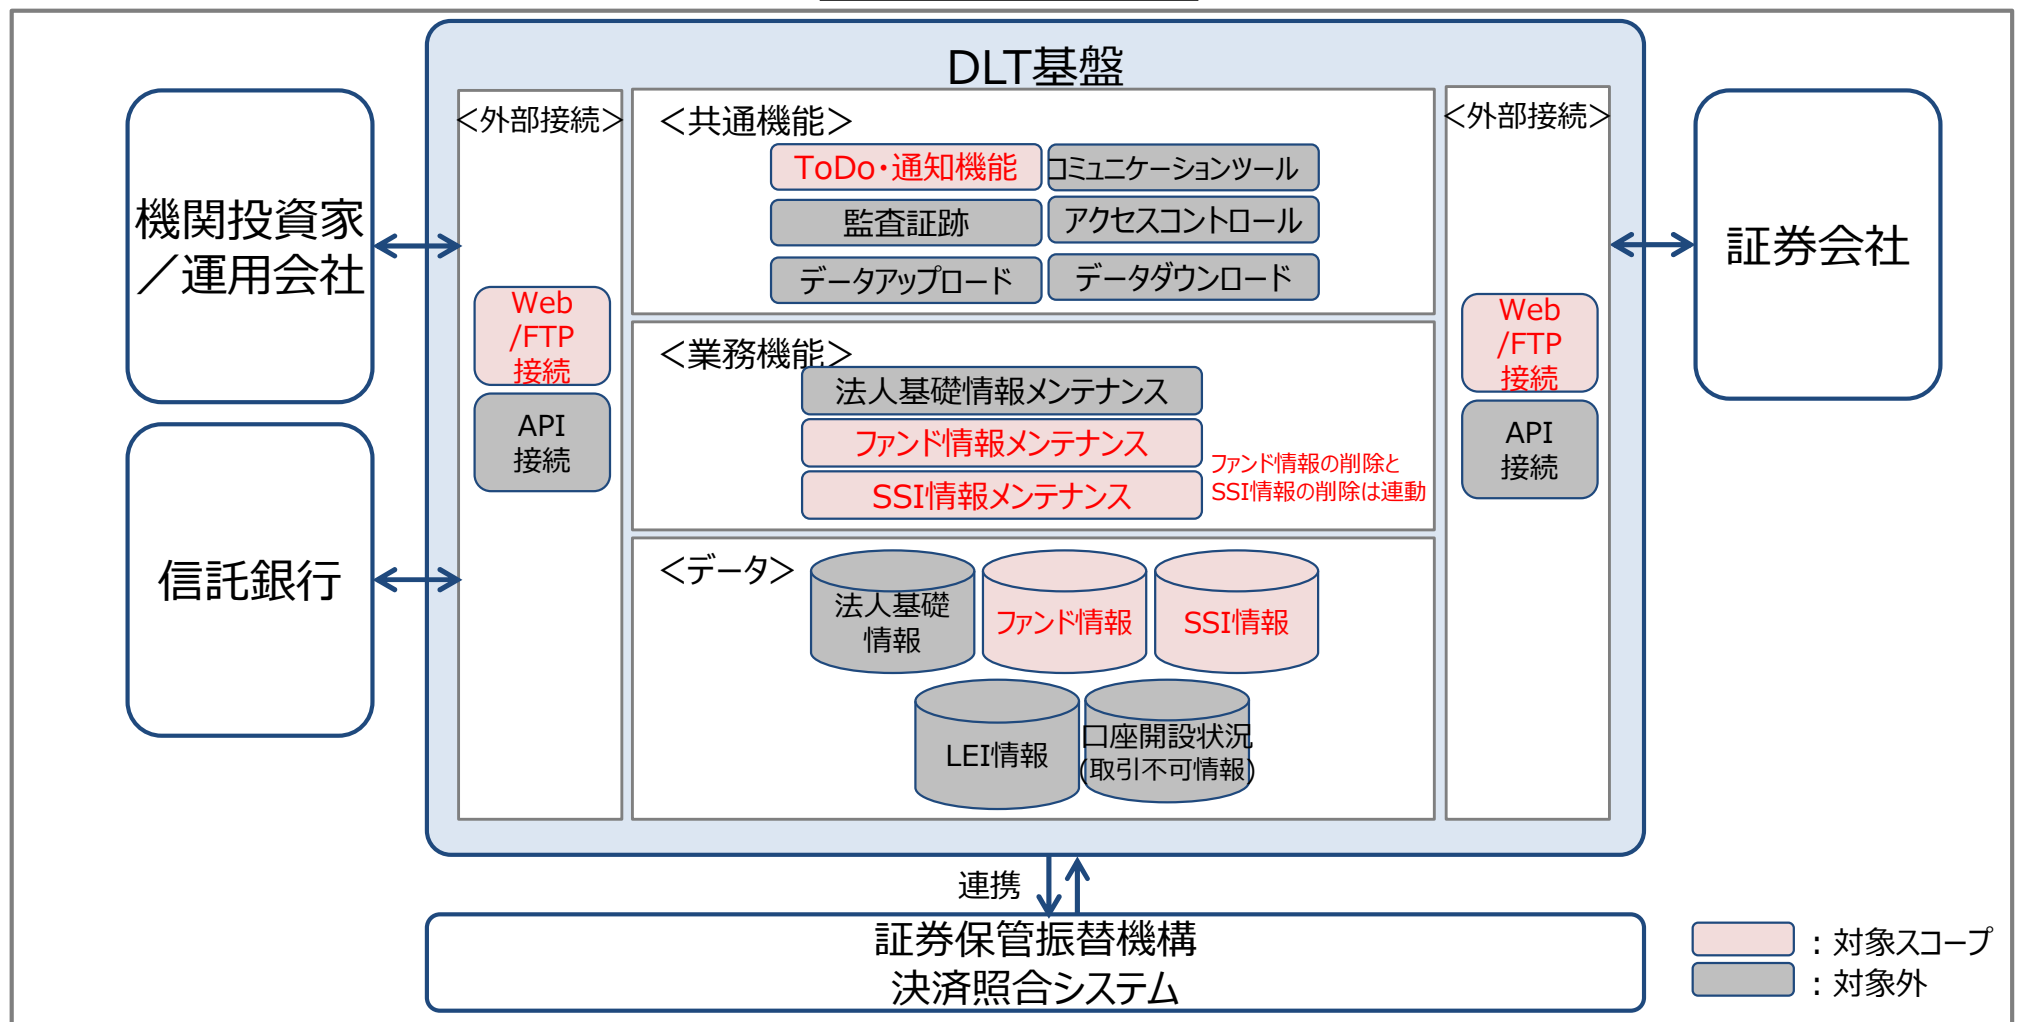 DLT基盤
機関投資家
／運用会社
信託銀行
＜外部接続＞
Web
/FTP
接続
API
接続
＜共通機能＞
ToDo・通知機能
コミュニケーションツール
監査証跡
アクセスコントロール
データアップロード
データダウンロード
＜業務機能＞
法人基礎情報メンテナンス
ファンド情報メンテナンス
SSI情報メンテナンス
ファンド情報の削除と
SSI情報の削除は連動
＜データ＞
法人基礎
情報
ファンド情報
SSI情報
LEI情報
口座開設状況
(取引不可情報)
＜外部接続＞
Web
/FTP
接続
API
接続
証券会社
連携
証券保管振替機構
決済照合システム
：対象スコープ
：対象外